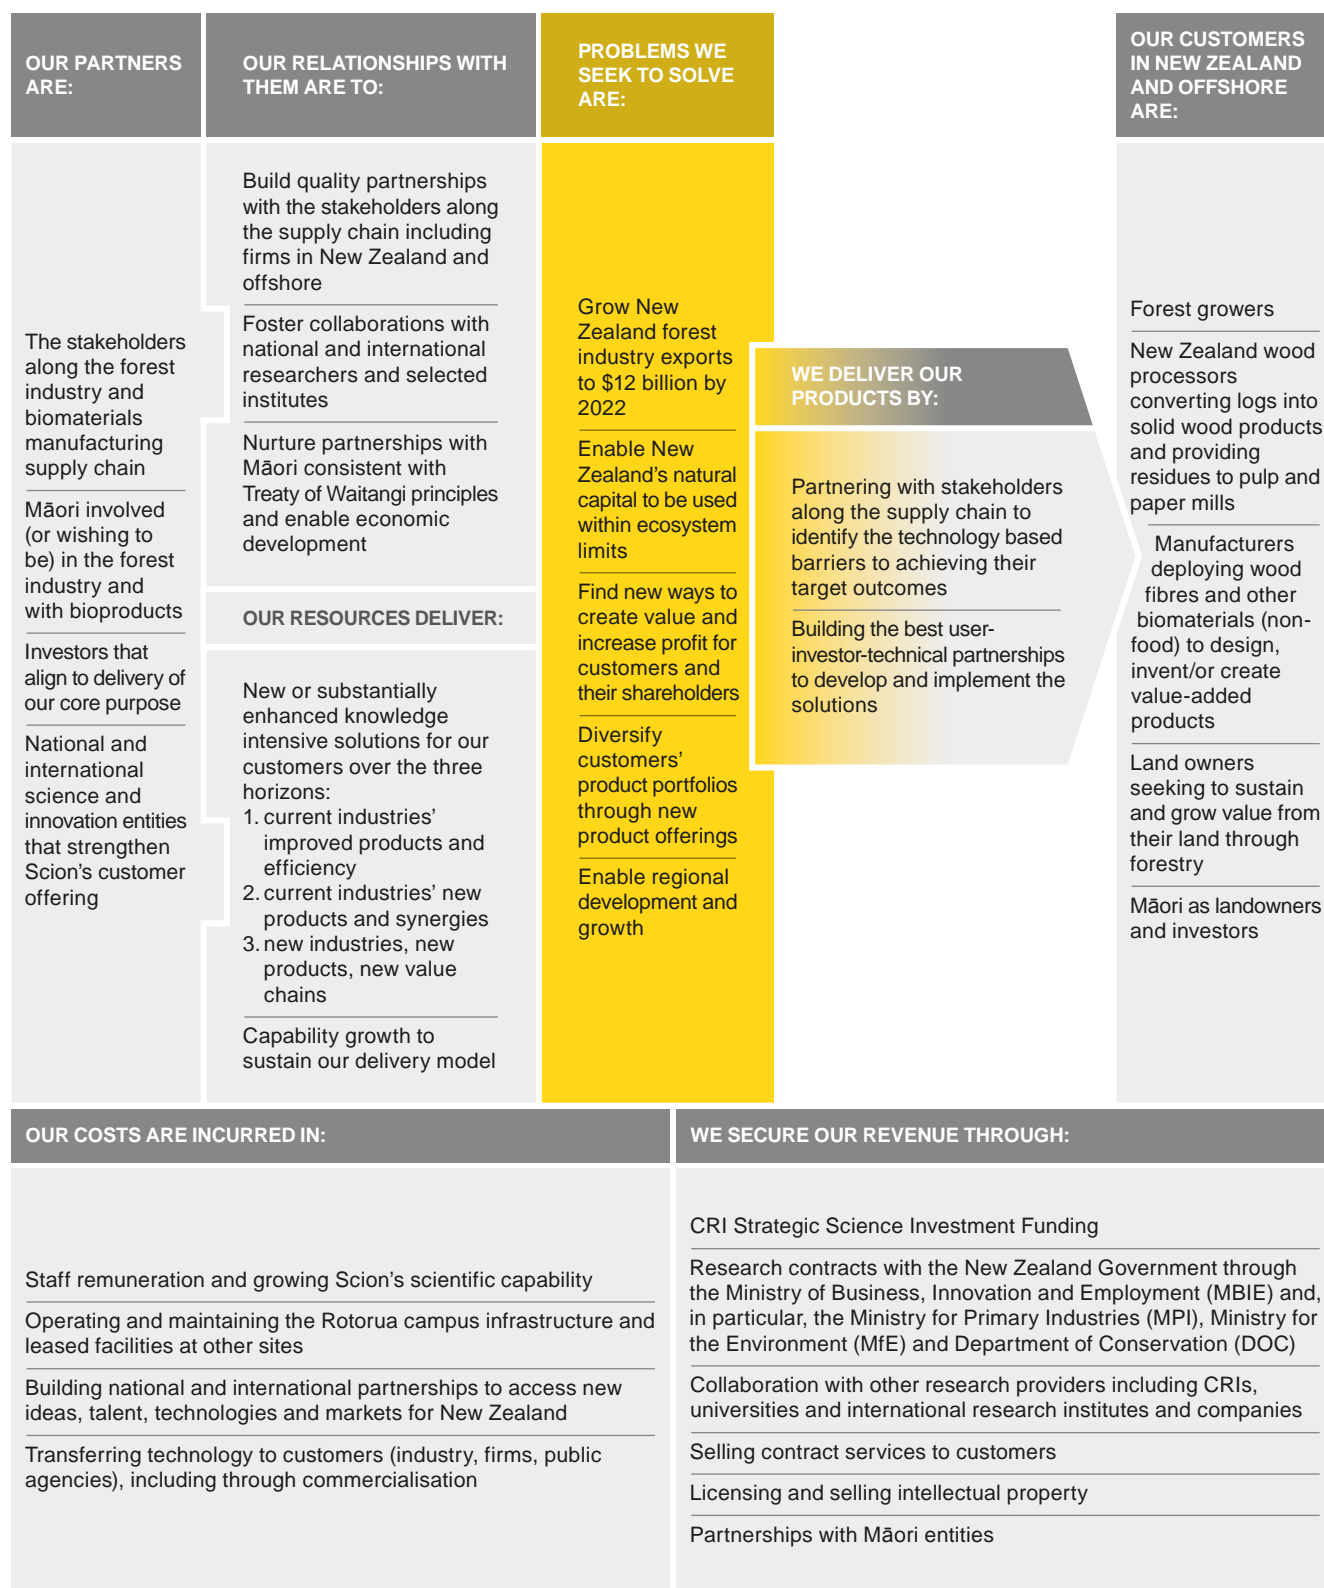 OUR PARTNERS
ARE:
The stakeholders
along the forest
industry and
biomaterials
manufacturing
supply chain
Māori involved
(or wishing to
be) in the forest
industry and
with bioproducts
Investors that
align to delivery of
our core purpose
National and
international
science and
innovation entities
that strengthen
Scion’s customer
offering
OUR RELATIONSHIPS WITH
THEM ARE TO:
Build quality partnerships
with the stakeholders along
the supply chain including
firms in New Zealand and
offshore
Foster collaborations with
national and international
researchers and selected
institutes
Nurture partnerships with
Māori consistent with
Treaty of Waitangi principles
and enable economic
development
OUR RESOURCES DELIVER:
New or substantially
enhanced knowledge
intensive solutions for our
customers over the three
horizons:
1. current industries’
improved products and
efficiency
2. current industries’ new
products and synergies
3. new industries, new
products, new value
chains
Capability growth to
sustain our delivery model
PROBLEMS WE
SEEK TO SOLVE
ARE:
Grow New
Zealand forest
industry exports
to $12 billion by
2022
Enable New
Zealand’s natural
capital to be used
within ecosystem
limits
Find new ways to
create value and
increase profit for
customers and
their shareholders
Diversify
customers’
product portfolios
through new
product offerings
Enable regional
development and
growth
WE DELIVER OUR
PRODUCTS BY:
Partnering with stakeholders
along the supply chain to
identify the technology based
barriers to achieving their
target outcomes
Building the best user-
investor-technical partnerships
to develop and implement the
solutions
OUR CUSTOMERS
IN NEW ZEALAND
AND OFFSHORE
ARE:
Forest growers
New Zealand wood
processors
converting logs into
solid wood products
and providing
residues to pulp and
paper mills
Manufacturers
deploying wood
fibres and other
biomaterials (non-
food) to design,
invent/or create
value-added
products
Land owners
seeking to sustain
and grow value from
their land through
forestry
Māori as landowners
and investors
OUR COSTS ARE INCURRED IN:
Staff remuneration and growing Scion’s scientific capability
Operating and maintaining the Rotorua campus infrastructure and
leased facilities at other sites
Building national and international partnerships to access new
ideas, talent, technologies and markets for New Zealand
Transferring technology to customers (industry, firms, public
agencies), including through commercialisation
WE SECURE OUR REVENUE THROUGH:
CRI Strategic Science Investment Funding
Research contracts with the New Zealand Government through
the Ministry of Business, Innovation and Employment (MBIE) and,
in particular, the Ministry for Primary Industries (MPI), Ministry for
the Environment (MfE) and Department of Conservation (DOC)
Collaboration with other research providers including CRIs,
universities and international research institutes and companies
Selling contract services to customers
Licensing and selling intellectual property
Partnerships with Māori entities